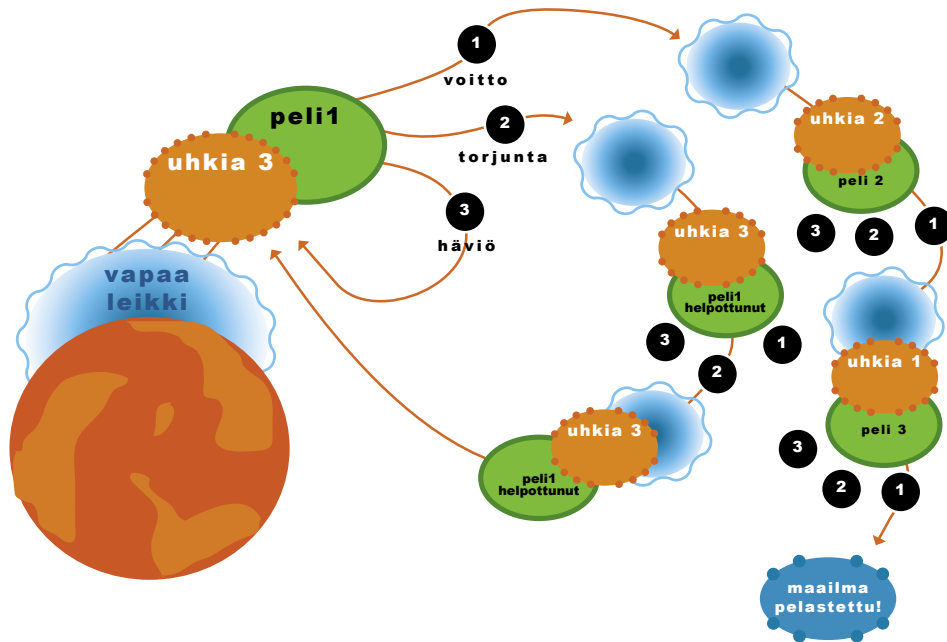 1
voitto
peli1
2
torjunta
uhkia 3
3
häviö
vapaa
leikki
uhkia 2
peli 2
3
2
1
uhkia 3
peli1
helpottunut
3
2
1
uhkia 3
peli1
helpottunut
uhkia 1
peli 3
3
2
1
maailma
pelastettu!